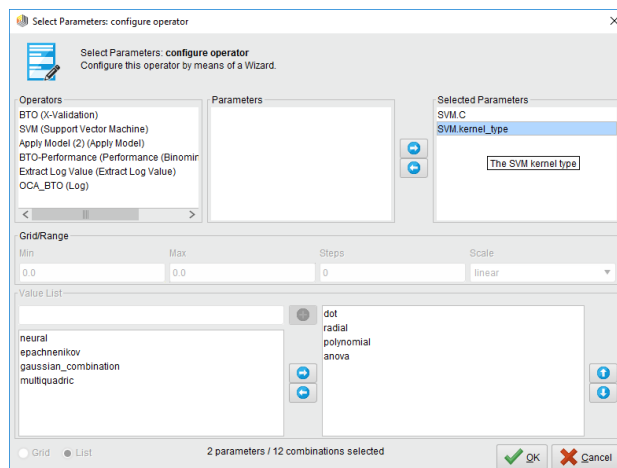 Select Parameters: configure operator
Select Parameters: configure operator
Configure this operator by means of a Wizard.
Operators
Parameters
Selected Parameters
BTO (X-Validation)
SVM (Support Vector Machine)
Apply Model (2) (Apply Model)
BTO-Performance (Performance (Binomin
Extract Log Value (Extract Log Value)
OCA_BTO (Log)
SVM.C
SVM.kernel_type
The SVM kernel type
Grid/Range
Min
Max
Steps
Scale
0.0
0.0
0
linear
Value List
neural
epachnenikov
gaussian_combination
multiquadric
dot
radial
polynomial
anova
Grid
List
2 parameters / 12 combinations selected
OK
Cancel